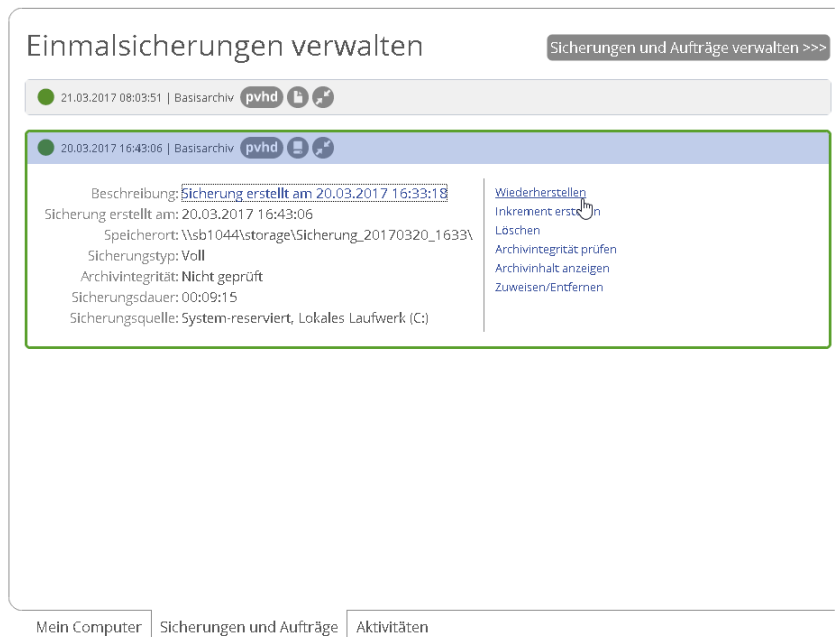 Einmalsicherungen verwalten
Sicherungen und Aufträge verwalten >>>
21.03.2017 08:03:51 | Basisarchiv pvhd
20.03.2017 16:43:06 | Basisarchiv pvhd
Beschreibung: Sicherung erstellt am 20.03.2017 16:33:18
Sicherung erstellt am: 20.03.2017 16:43:06
Speicherort: \\sb1044\storage\Sicherung_20170320_1633\
Sicherungstyp: Voll
Archivintegrität: Nicht geprüft
Sicherungsdauer: 00:09:15
Sicherungsquelle: System-reserviert, Lokales Laufwerk (C:)
Wiederherstellen
Inkrement erstellen
Löschen
Archivintegrität prüfen
Archivinhalt anzeigen
Zuweisen/Entfernen
Mein Computer
Sicherungen und Aufträge
Aktivitäten